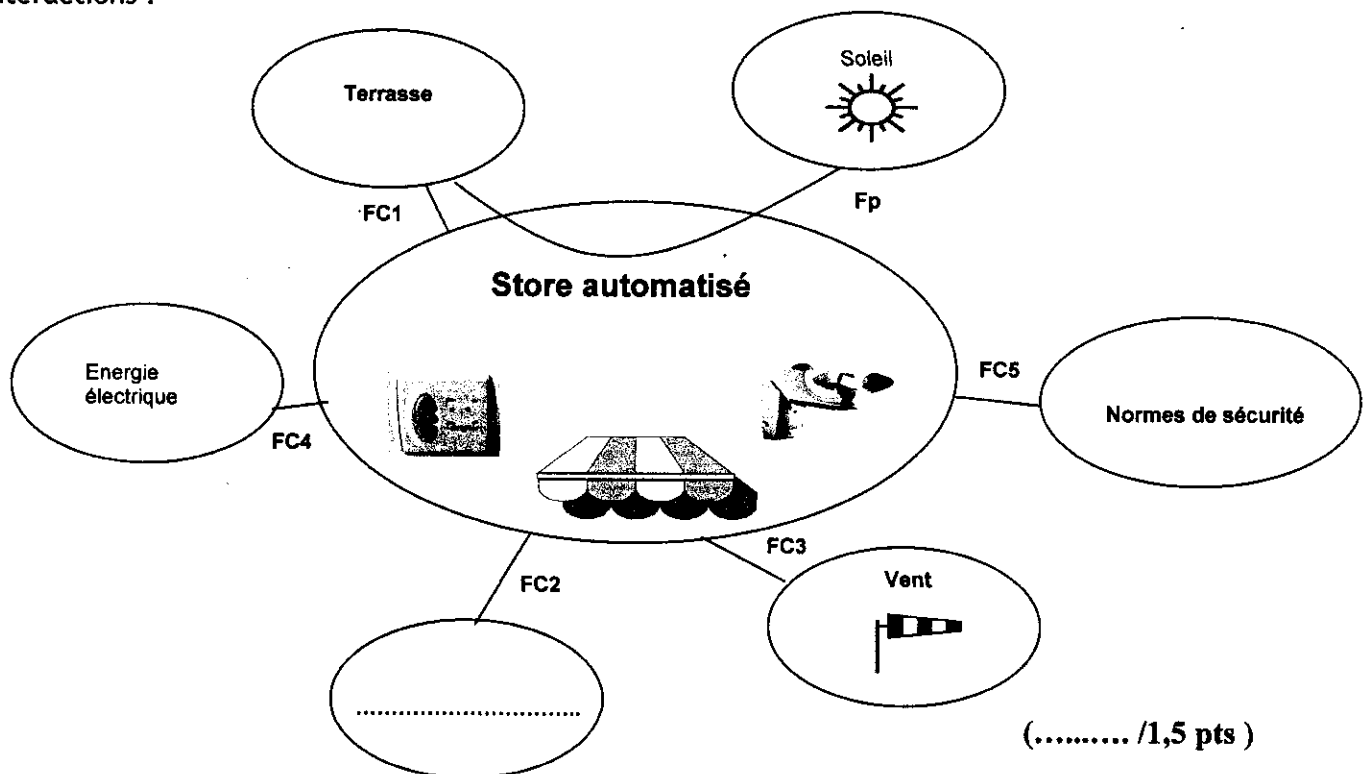 Soleil
Terrasse
Fp
FC1
Store automatisé
Energie
électrique
FC5
Normes de sécurité
FC4
FC3
FC2
Vent
..............................
(.......... /1,5 pts )